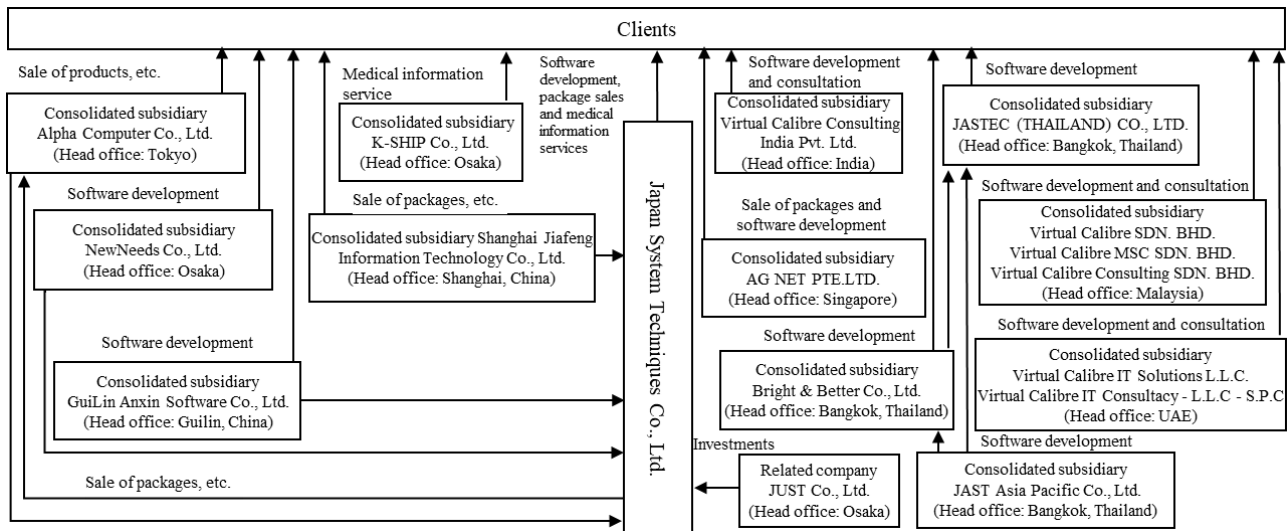 Clients
Sale of products, etc.
Consolidated subsidiary
Alpha Computer Co., Ltd.
(Head office: Tokyo)
Software development
Consolidated subsidiary
NewNeeds Co., Ltd.
(Head office: Osaka)
Software development
Consolidated subsidiary
GuiLin Anxin Software Co., Ltd.
(Head office: Guilin, China)
Sale of packages, etc.
Medical information
service
Consolidated subsidiary
K-SHIP Co., Ltd.
(Head office: Osaka)
Sale of packages, etc.
Consolidated subsidiary Shanghai Jiafeng
Information Technology Co., Ltd.
(Head office: Shanghai, China)
Software
development,
package sales
and medical
information
services
Japan System Techniques Co., Ltd.
Software development
and consultation
Consolidated subsidiary
Virtual Calibre Consulting
India Pvt. Ltd.
(Head office: India)
Sale of packages and
software development
Consolidated subsidiary
AG NET PTE.LTD.
(Head office: Singapore)
Software development
Consolidated subsidiary
Bright & Better Co., Ltd.
(Head office: Bangkok, Thailand)
Investments
Related company
JUST Co., Ltd.
(Head office: Osaka)
Software development
Consolidated subsidiary
JASTEC (THAILAND) CO., LTD.
(Head office: Bangkok, Thailand)
Software development and consultation
Consolidated subsidiary
Virtual Calibre SDN. BHD.
Virtual Calibre MSC SDN. BHD.
Virtual Calibre Consulting SDN. BHD.
(Head office: Malaysia)
Software development and consultation
Consolidated subsidiary
Virtual Calibre IT Solutions L.L.C.
Virtual Calibre IT Consultacy - L.L.C - S.P.C
(Head office: UAE)
Software development
Consolidated subsidiary
JAST Asia Pacific Co., Ltd.
(Head office: Bangkok, Thailand)